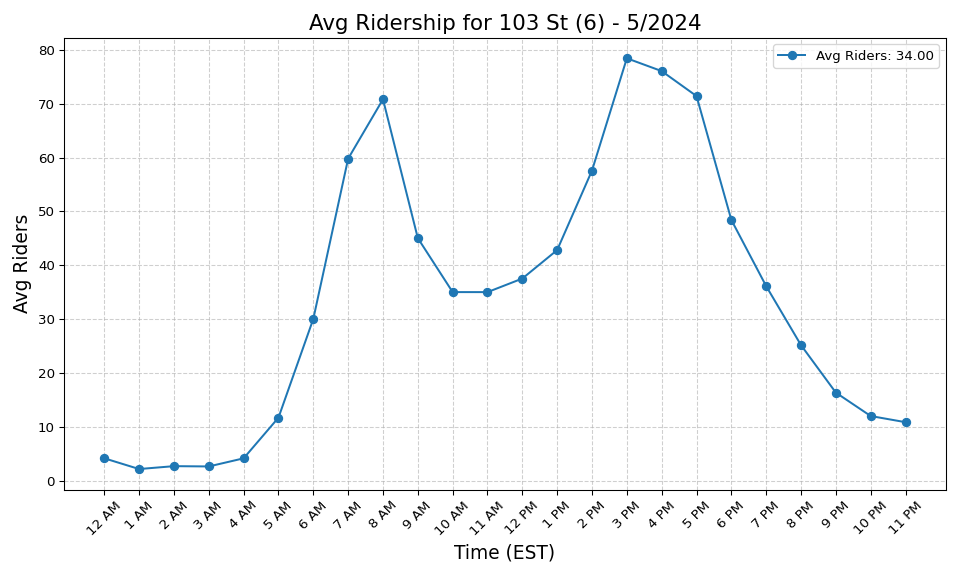 Avg Ridership for 103 St (6) - 5/2024
Avg Riders: 34.00
Avg Riders
80
70
60
50
40
30
20
10
0
12 AM
1 AM
2 AM
3 AM
4 AM
5 AM
6 AM
7 AM
8 AM
9 AM
10 AM
11 AM
12 PM
1 PM
2 PM
3 PM
4 PM
5 PM
6 PM
7 PM
8 PM
9 PM
10 PM
11 PM
Time (EST)